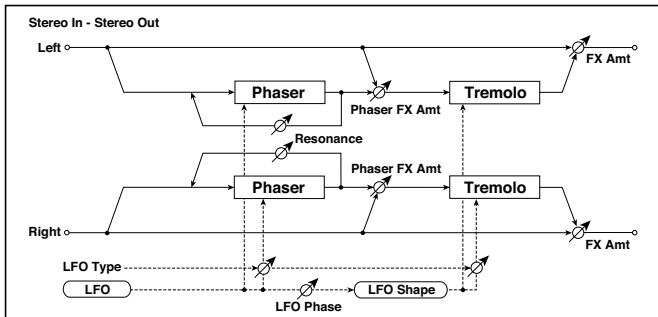 Stereo In - Stereo Out
Left
FX Amt
Phaser
Tremolo
Phaser FX Amt
Resonance
Phaser FX Amt
Phaser
Tremolo
Right
FX Amt
LFO Type
LFO
LFO Shape
LFO Phase